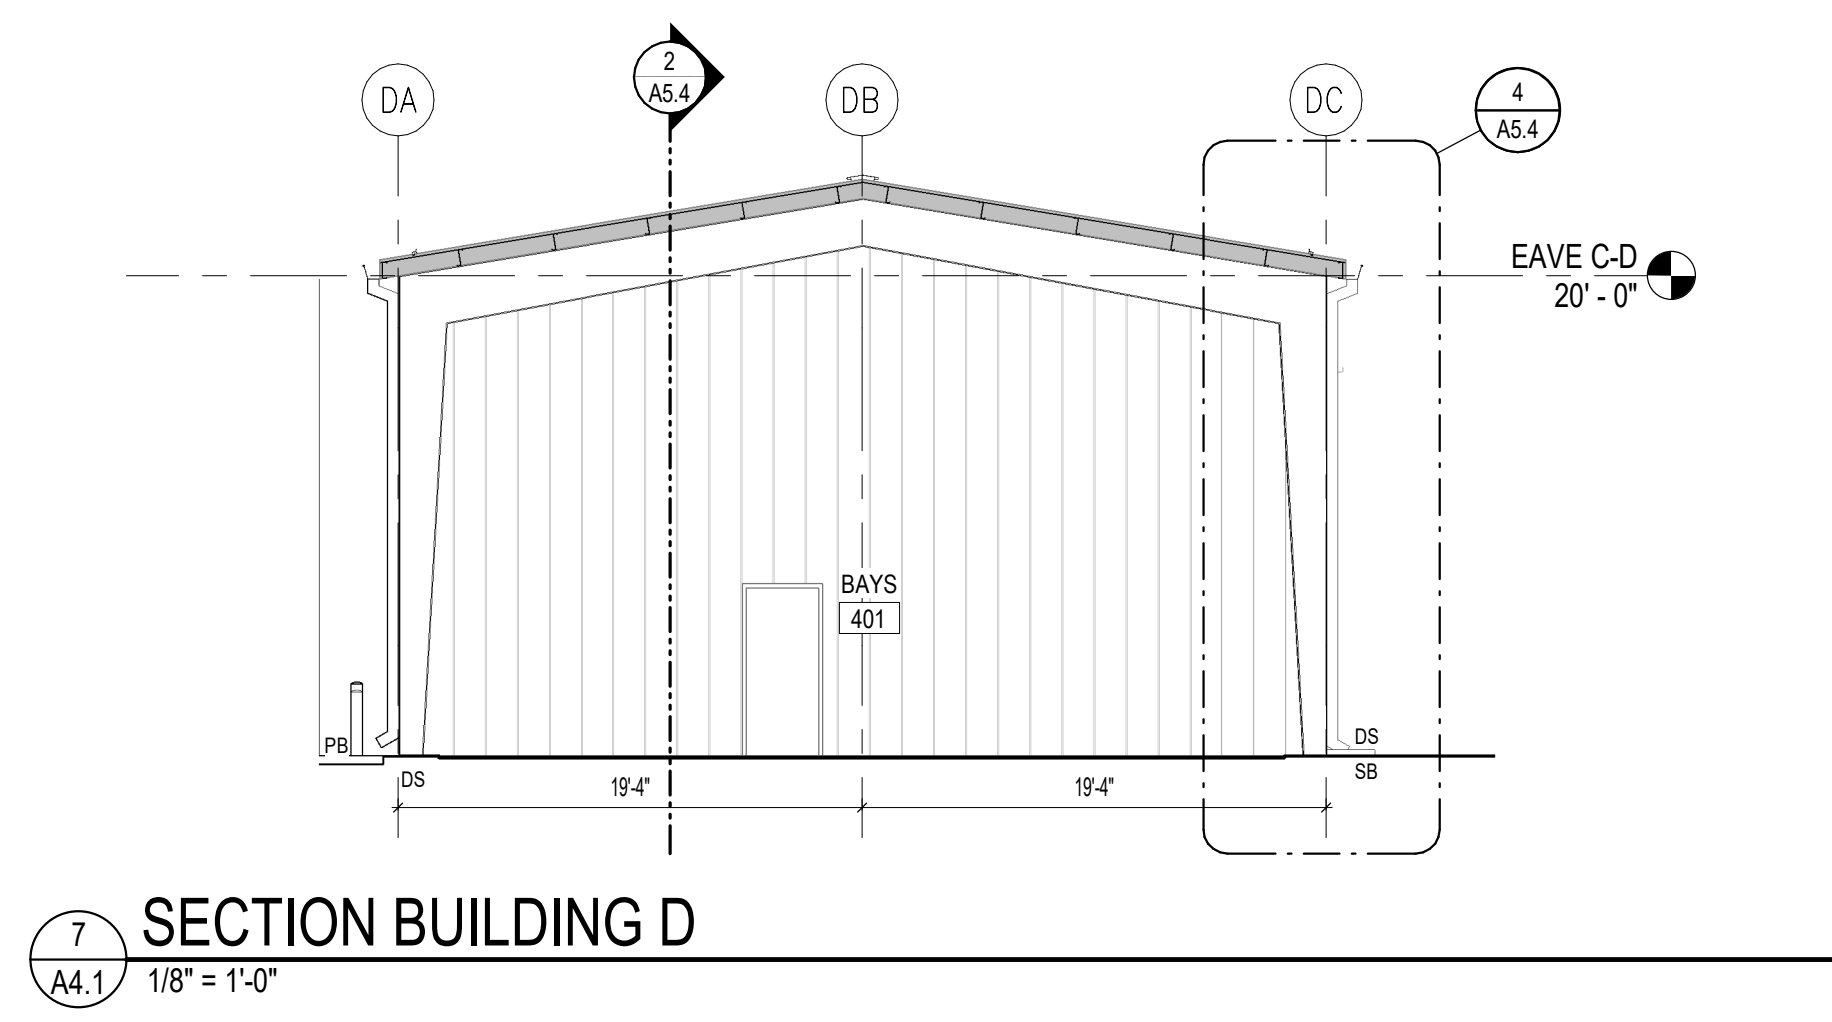 2
A5.4
DA
DB
DC
4
A5.4
EAVE C-D
20' - 0"
BAYS
401
PB
DS
DS
SB
19'-4"
19'-4"
7
A4.1
SECTION BUILDING D
1/8" = 1'-0"